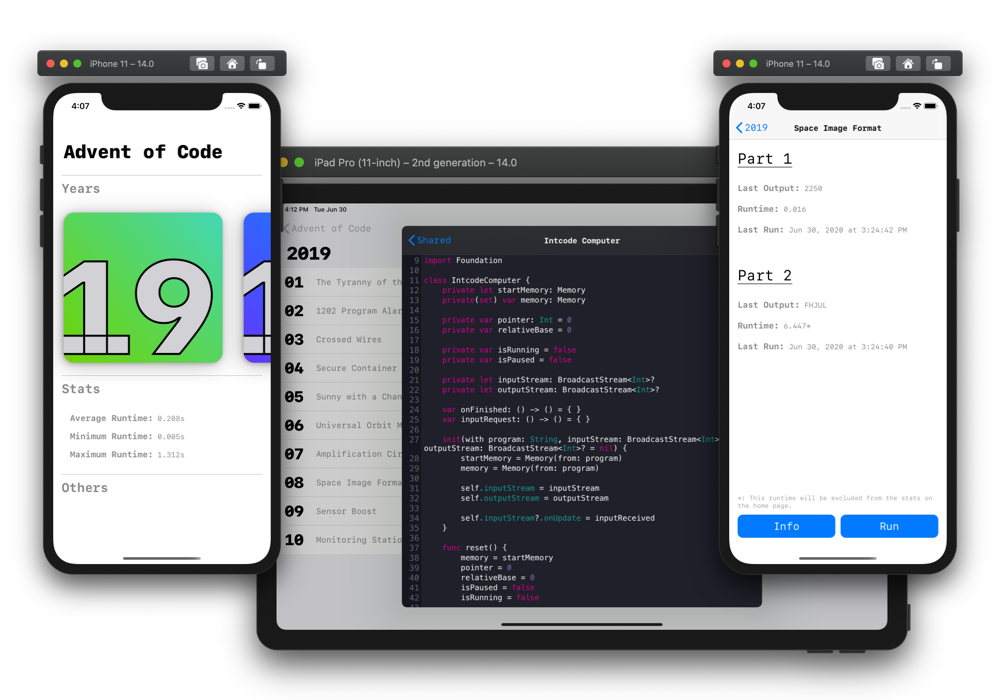 iPhone 11 – 14.0
4:07
Advent of Code
Years
19
Stats
Average Runtime: 0.208s
Minimum Runtime: 0.005s
Maximum Runtime: 1.312s
Others
iPad Pro (11-inch) – 2nd generation – 14.0
4:12 PM Tue Jun 30
Advent of Code
2019
01 The Tyranny of th
02 1202 Program Alar
03 Crossed Wires
04 Secure Container
05 Sunny with a Chan
06 Universal Orbit M
07 Amplification Cir
08 Space Image Forma
09 Sensor Boost
10 Monitoring Statio
Shared
Intcode Computer
9 import Foundation
10
11 class IntcodeComputer {
12 private let startMemory: Memory
13 private(set) var memory: Memory
14
15 private var pointer: Int = 0
16 private var relativeBase = 0
17
18 private var isRunning = false
19 private var isPaused = false
20
21 private let inputStream: BroadcastStream<Int>?
22 private let outputStream: BroadcastStream<Int>?
23
24 var onFinished: () -> () = { }
25 var inputRequest: () -> () = { }
26
27 init(with program: String, inputStream: BroadcastStream<Int>
outputStream: BroadcastStream<Int>? = nil) {
28 startMemory = Memory(from: program)
29 memory = Memory(from: program)
30
31 self.inputStream = inputStream
32 self.outputStream = outputStream
33
34 self.inputStream?.onUpdate = inputReceived
35 }
36
37 func reset() {
38 memory = startMemory
39 pointer = 0
40 relativeBase = 0
41 isPaused = false
42 isRunning = false
iPhone 11 – 14.0
4:07
2019
Space Image Format
Part 1
Last Output: 2250
Runtime: 0.016
Last Run: Jun 30, 2020 at 3:24:42 PM
Part 2
Last Output: FHJUL
Runtime: 6.447*
Last Run: Jun 30, 2020 at 3:24:40 PM
*: This runtime will be excluded from the stats on
the home page.
Info
Run